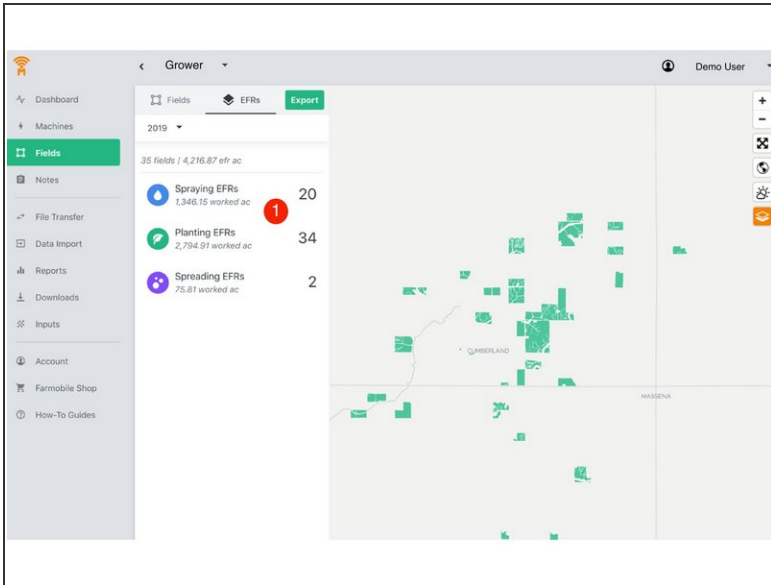 Grower
Demo User
Dashboard
Machines
Fields
Notes
File Transfer
Data Import
Reports
Downloads
Inputs
Account
Farmobile Shop
How-To Guides
Fields
EFRs
Export
2019
35 fields | 4,216.87 efr ac
Spraying EFRs
20
1,346.15 worked ac
1
Planting EFRs
34
2,794.91 worked ac
Spreading EFRs
2
75.81 worked ac
CUMBERLAND
MASSENA